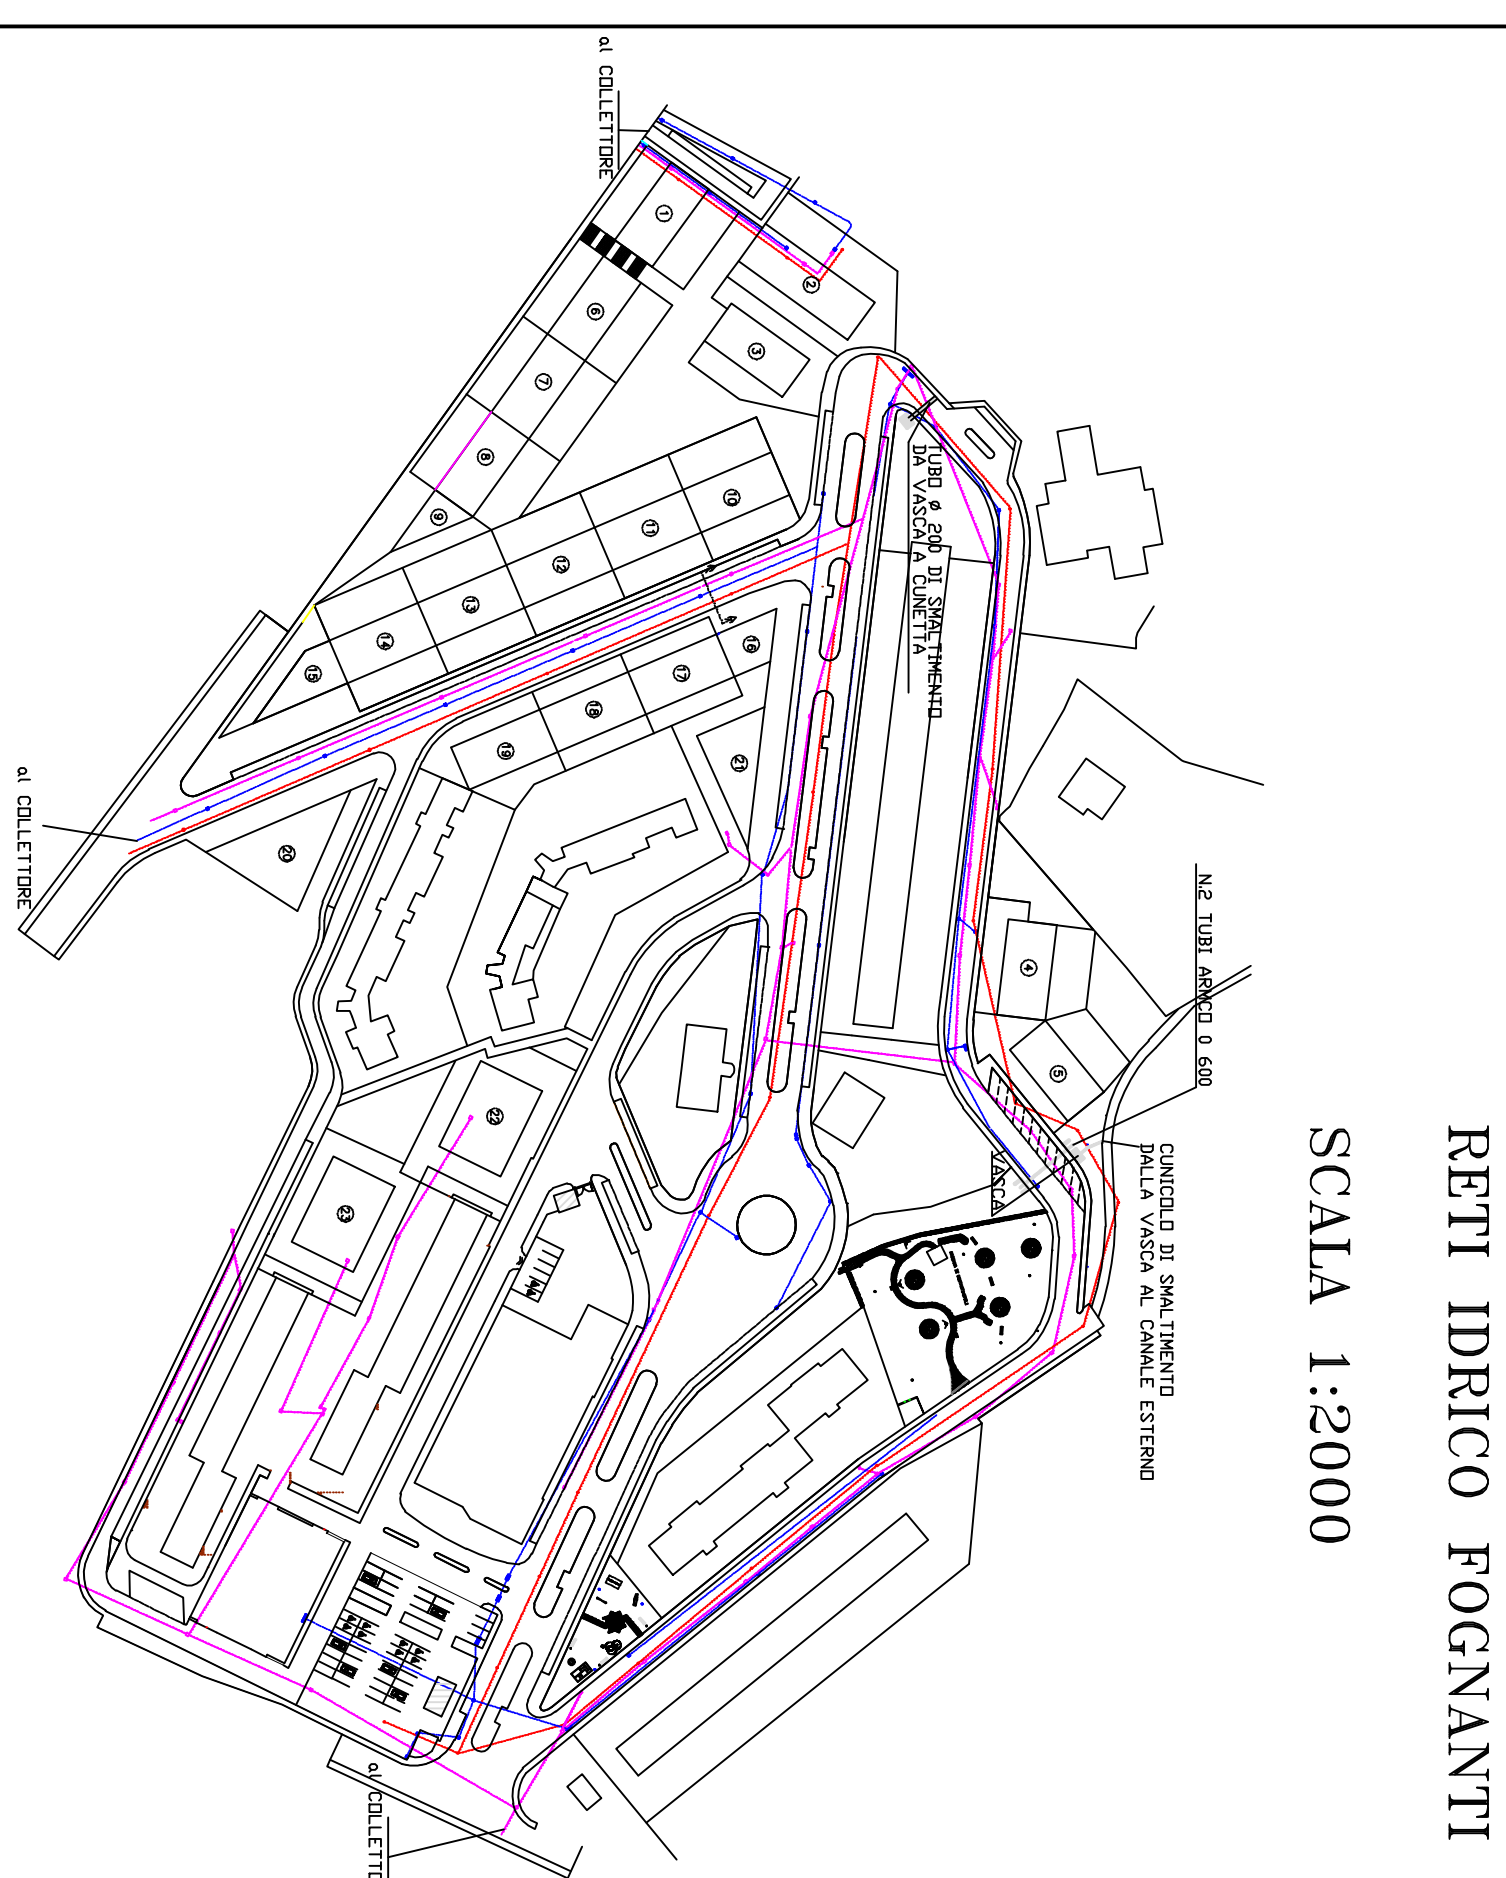 RETI IDRICO FOGNANTI
SCALA 1:2000
N.2 TUBI ARMCO 0 600
CUNICOLO DI SMALTIMENTO
DALLA VASCA AL CANALE ESTERNO
VASCA
TUBO ø 200 DI SMALTIMENTO
DA VASCA A CUNETTA
al COLLETTORE
al COLLETTORE
al COLLETTO
1
2
3
4
5
6
7
8
9
10
11
12
13
14
15
16
17
18
19
20
21
22
23